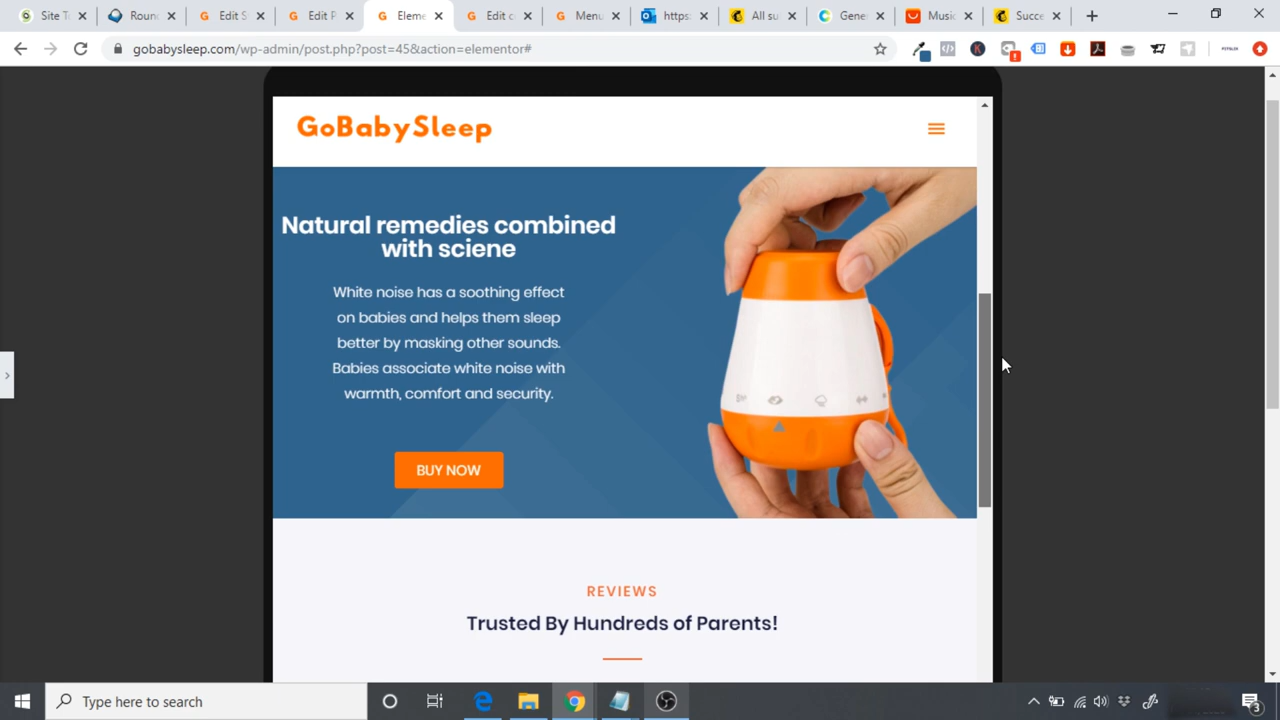 Site T
Roun
Edit S
Edit P
Eleme
Edit c
Menu
https:
All su
Gene
Music
Succe
gobabysleep.com/wp-admin/post.php?post=45&action=elementor#
GoBabySleep
Natural remedies combined
with sciene
White noise has a soothing effect
on babies and helps them sleep
better by masking other sounds.
Babies associate white noise with
warmth, comfort and security.
BUY NOW
REVIEWS
Trusted By Hundreds of Parents!
Type here to search
3